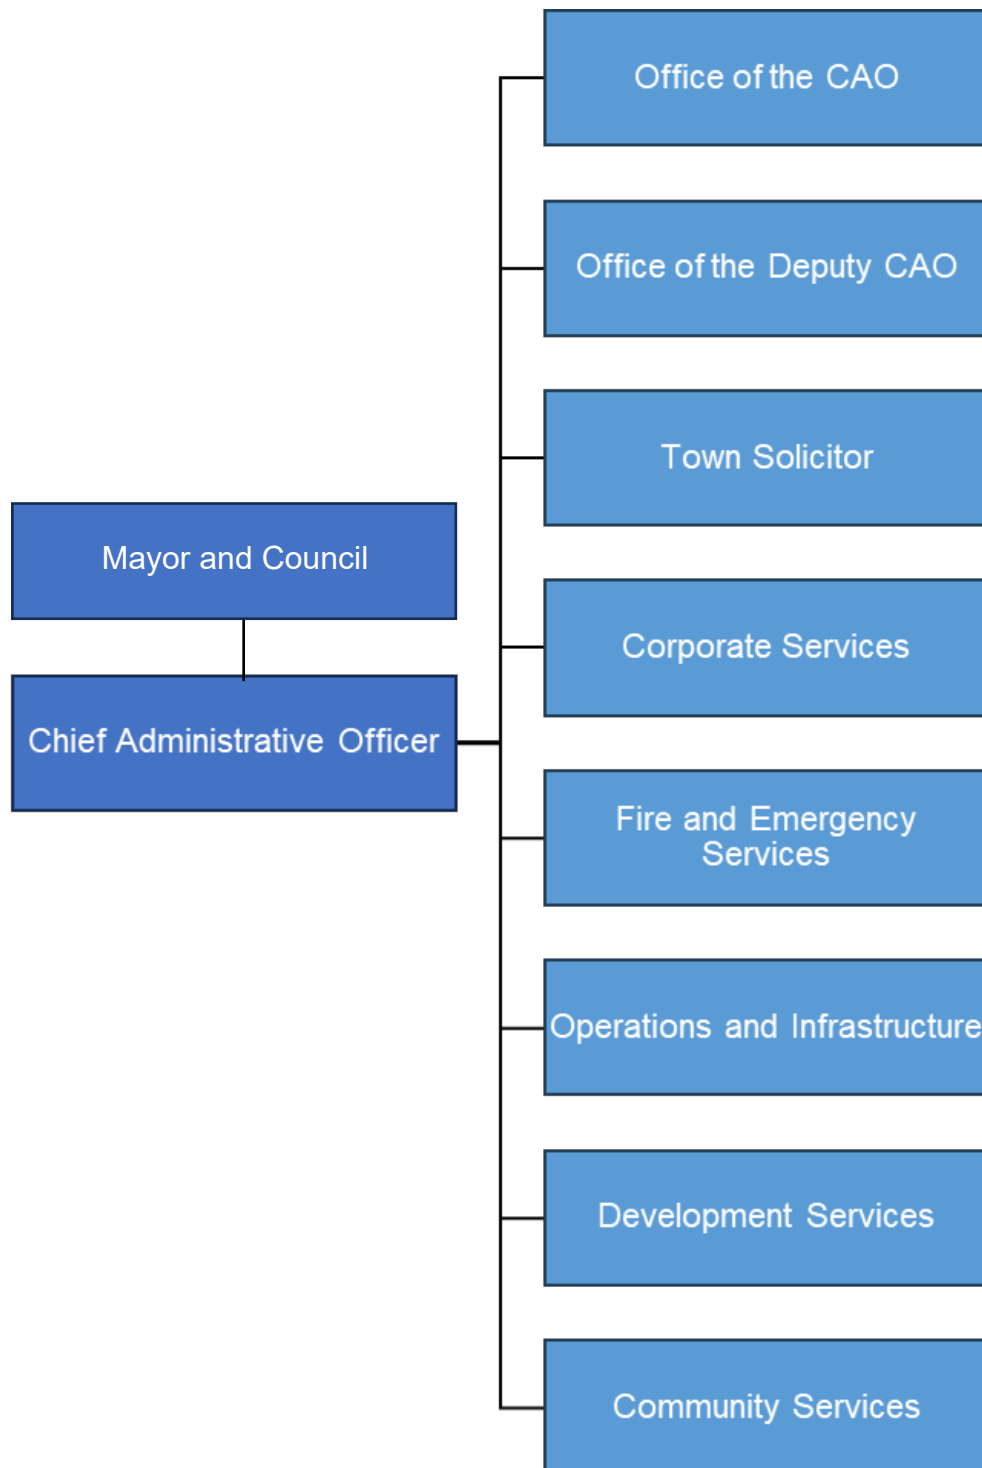 Office of the CAO
Office of the Deputy CAO
Town Solicitor
Mayor and Council
Corporate Services
Chief Administrative Officer
Fire and Emergency
Services
Operations and Infrastructure
Development Services
Community Services